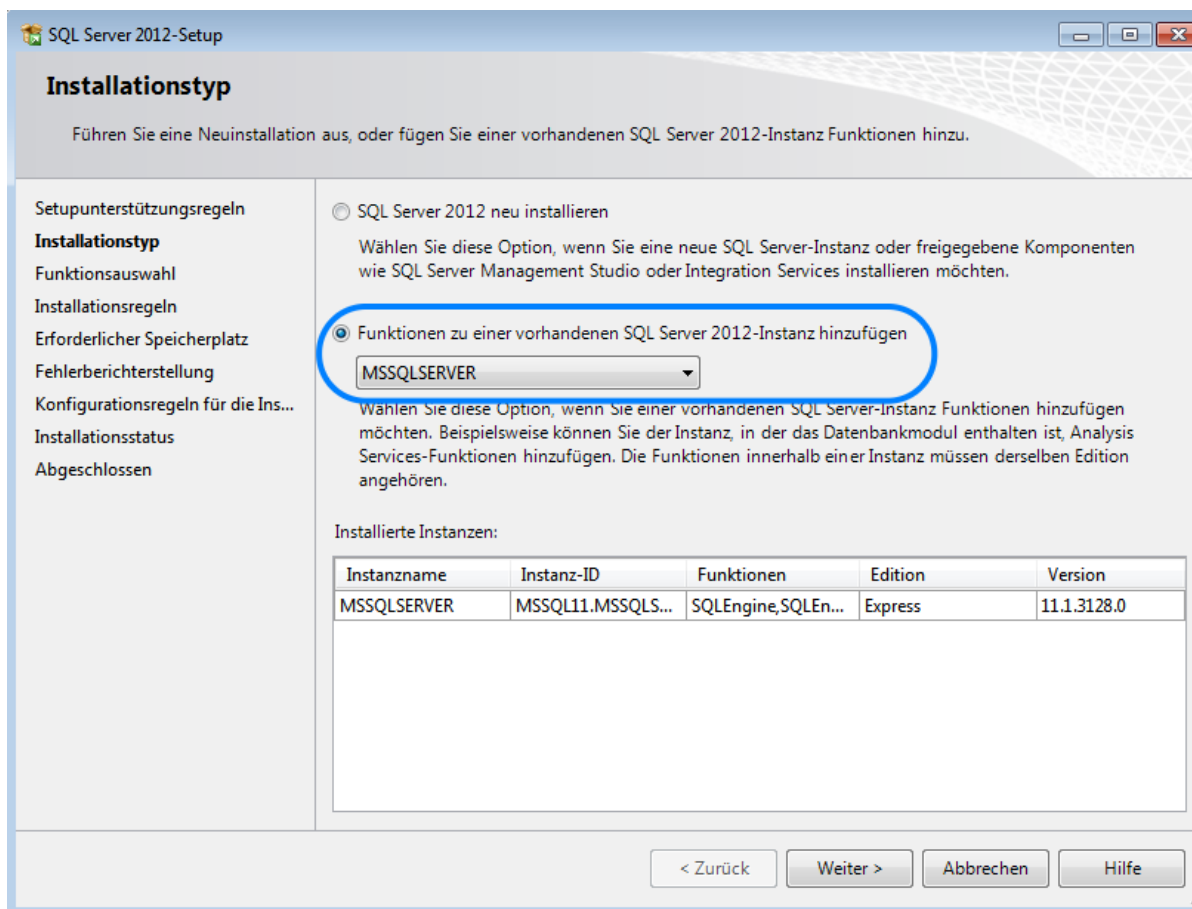 SQL Server 2012-Setup
Installationstyp
Führen Sie eine Neuinstallation aus, oder fügen Sie einer vorhandenen SQL Server 2012-Instanz Funktionen hinzu.
Setupunterstützungsregeln
Installationstyp
Funktionsauswahl
Installationsregeln
Erforderlicher Speicherplatz
Fehlerberichterstellung
Konfigurationsregeln für die Ins...
Installationsstatus
Abgeschlossen
SQL Server 2012 neu installieren
Wählen Sie diese Option, wenn Sie eine neue SQL Server-Instanz oder freigegebene Komponenten
wie SQL Server Management Studio oder Integration Services installieren möchten.
Funktionen zu einer vorhandenen SQL Server 2012-Instanz hinzufügen
MSSQLSERVER
Wählen Sie diese Option, wenn Sie einer vorhandenen SQL Server-Instanz Funktionen hinzufügen
möchten. Beispielsweise können Sie der Instanz, in der das Datenbankmodul enthalten ist, Analysis
Services-Funktionen hinzufügen. Die Funktionen innerhalb einer Instanz müssen derselben Edition
angehören.
Installierte Instanzen:
Instanzname Instanz-ID Funktionen Edition Version
MSSQLSERVER MSSQL11.MSSQLS... SQLEngine,SQLEn... Express 11.1.3128.0
< Zurück Weiter > Abbrechen Hilfe